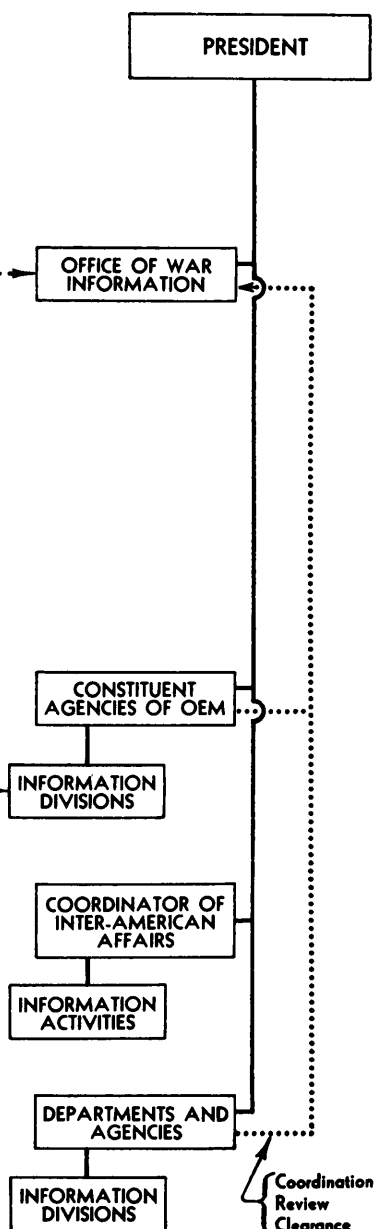 PRESIDENT
OFFICE OF WAR
INFORMATION
CONSTITUENT
AGENCIES OF OEM
INFORMATION
DIVISIONS
COORDINATOR OF
INTER-AMERICAN
AFFAIRS
INFORMATION
ACTIVITIES
DEPARTMENTS AND
AGENCIES
INFORMATION
DIVISIONS
Coordination
Review
Clearance